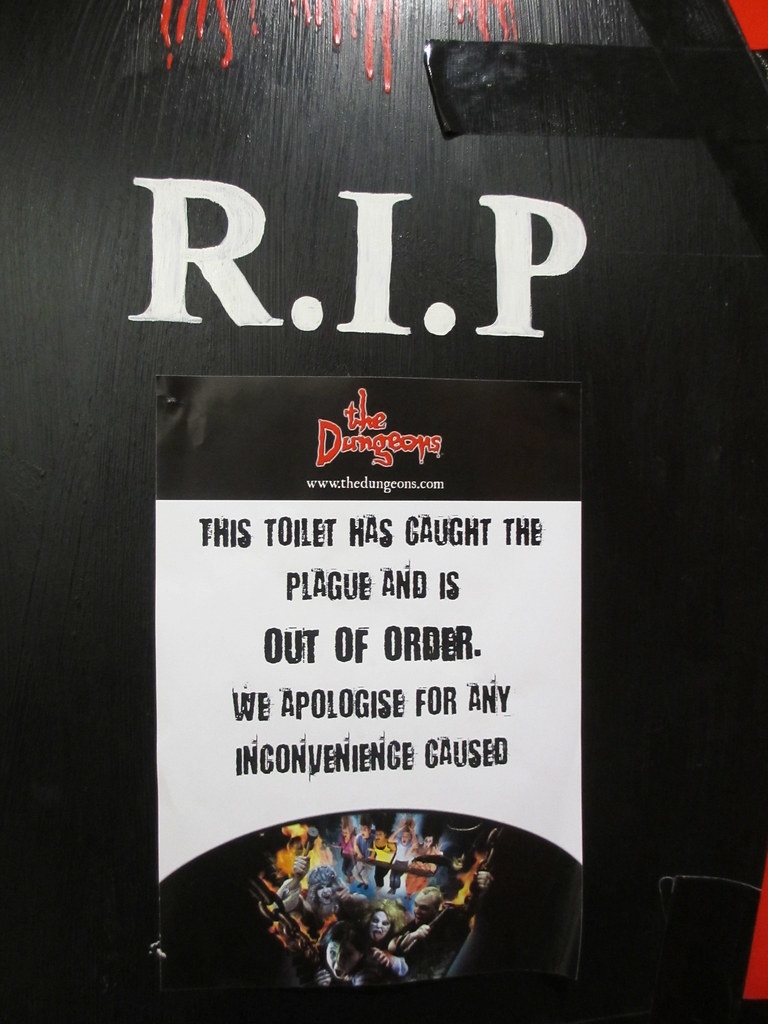 R.I.P
the
Dungeons
www.thedungeons.com
THIS TOILET HAS CAUGHT THE
PLAGUE AND IS
OUT OF ORDER.
WE APOLOGISE FOR ANY
INCONVENIENCE CAUSED